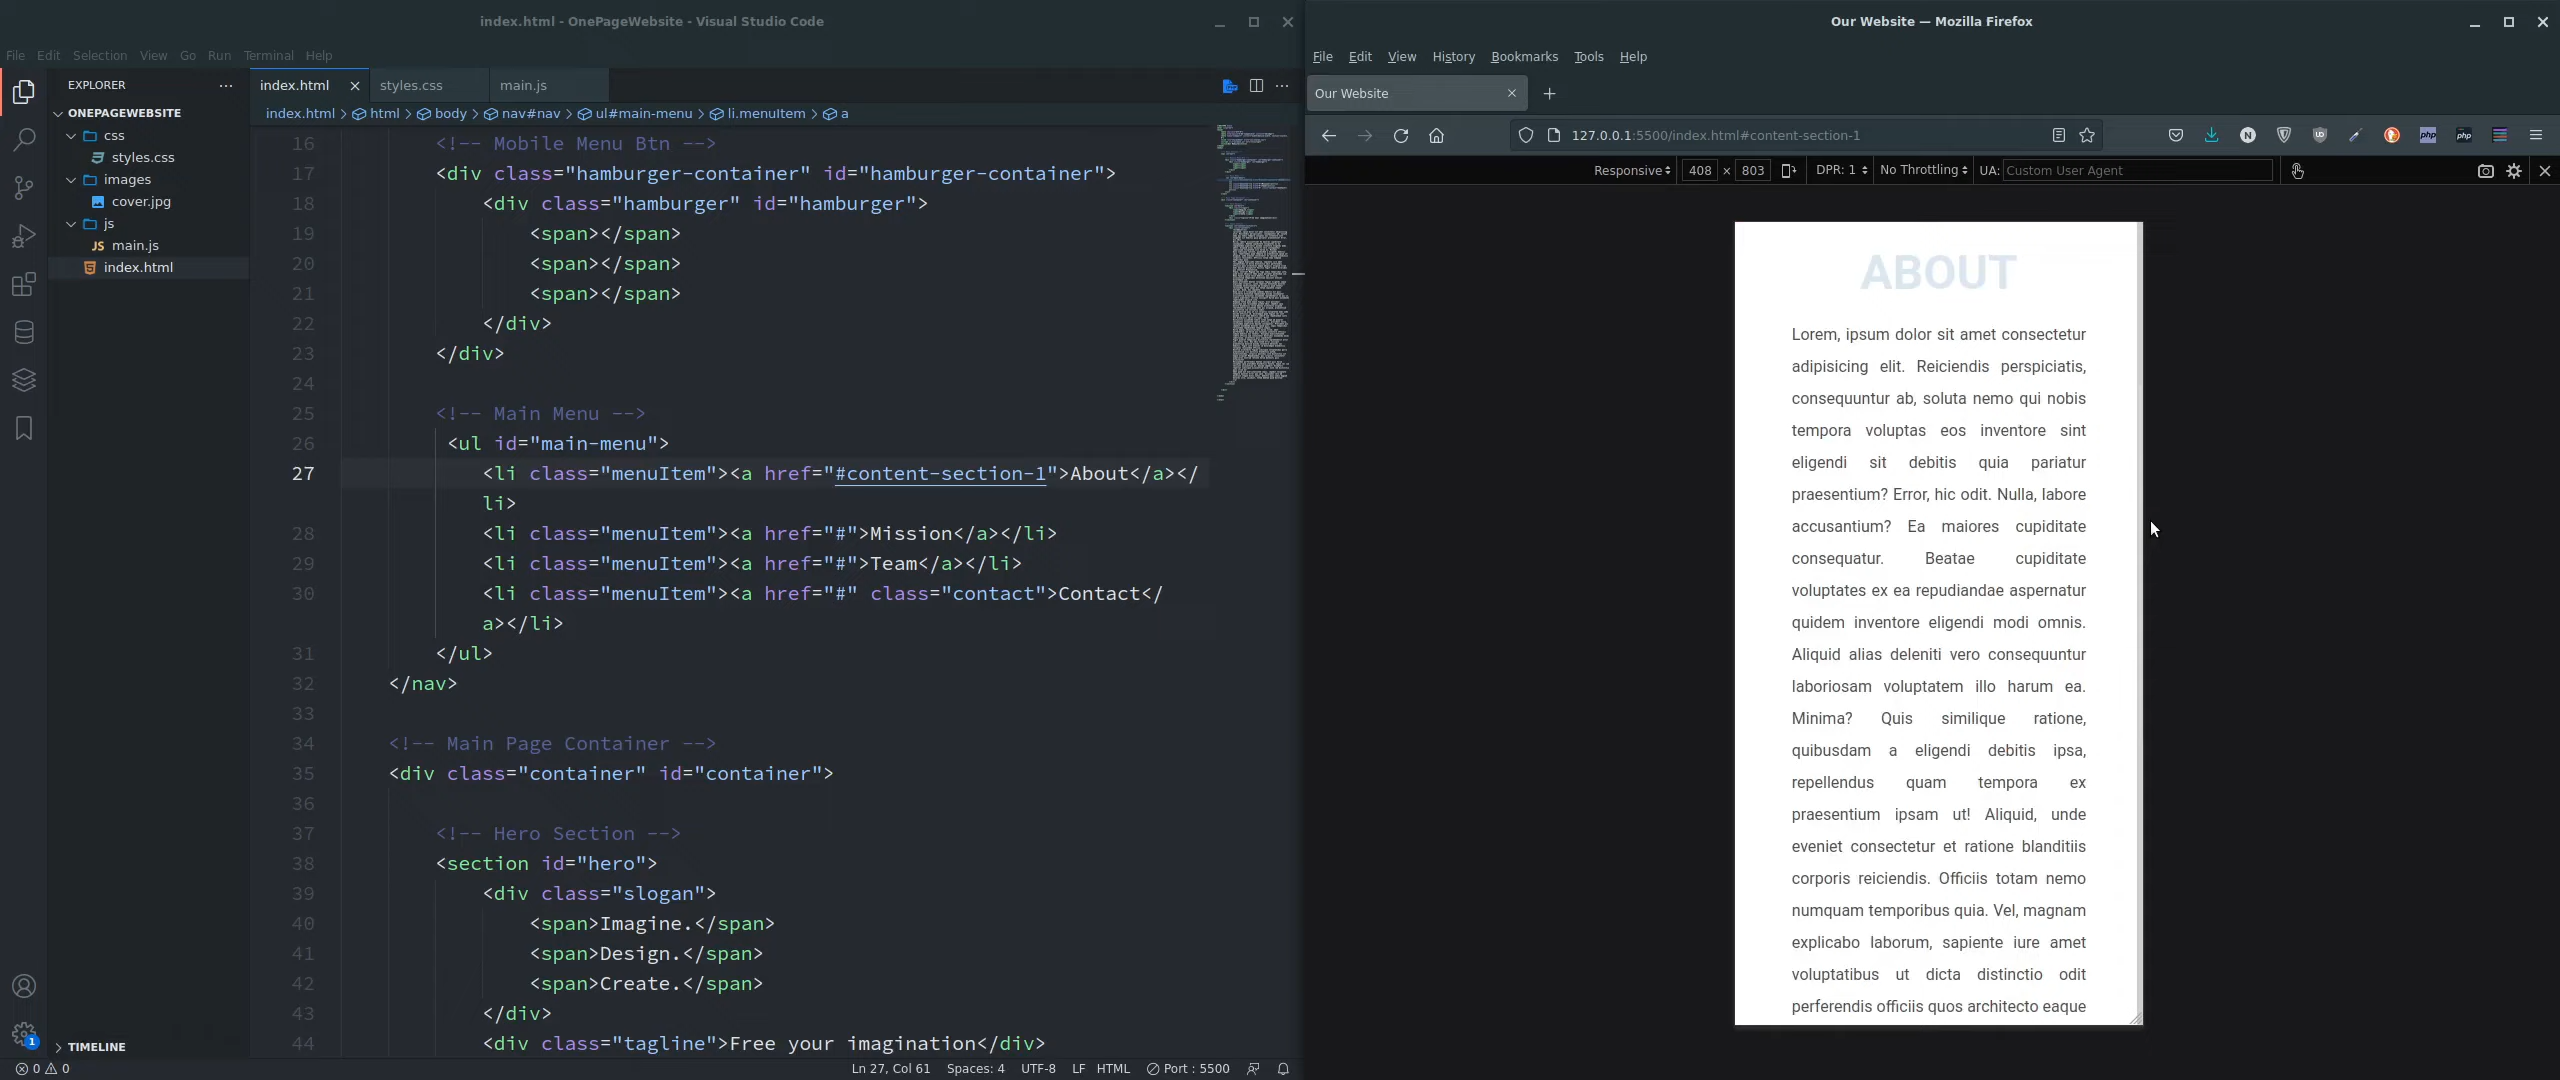 index.html - OnePageWebsite - Visual Studio Code
File Edit Selection View Go Run Terminal Help
EXPLORER
ONEPAGEWEBSITE
css
styles.css
images
cover.jpg
js
JS main.js
index.html
TIMELINE
index.html styles.css main.js
index.html > html > body > nav#nav > ul#main-menu > li.menuItem > a
16 <!-- Mobile Menu Btn -->
17 <div class="hamburger-container" id="hamburger-container">
18 <div class="hamburger" id="hamburger">
19 <span></span>
20 <span></span>
21 <span></span>
22 </div>
23 </div>
24
25 <!-- Main Menu -->
26 <ul id="main-menu">
27 <li class="menuItem"><a href="#content-section-1">About</a></
li>
28 <li class="menuItem"><a href="#">Mission</a></li>
29 <li class="menuItem"><a href="#">Team</a></li>
30 <li class="menuItem"><a href="#" class="contact">Contact</
a></li>
31 </ul>
32 </nav>
33
34 <!-- Main Page Container -->
35 <div class="container" id="container">
36
37 <!-- Hero Section -->
38 <section id="hero">
39 <div class="slogan">
40 <span>Imagine.</span>
41 <span>Design.</span>
42 <span>Create.</span>
43 </div>
44 <div class="tagline">Free your imagination</div>
1
0 0 Ln 27, Col 61 Spaces: 4 UTF-8 LF HTML Port : 5500
Our Website — Mozilla Firefox
File Edit View History Bookmarks Tools Help
Our Website
127.0.0.1:5500/index.html#content-section-1
N php php
Responsive 408 × 803 DPR: 1 No Throttling UA: Custom User Agent
ABOUT
Lorem, ipsum dolor sit amet consectetur
adipisicing elit. Reiciendis perspiciatis,
consequuntur ab, soluta nemo qui nobis
tempora voluptas eos inventore sint
eligendi sit debitis quia pariatur
praesentium? Error, hic odit. Nulla, labore
accusantium? Ea maiores cupiditate
consequatur. Beatae cupiditate
voluptates ex ea repudiandae aspernatur
quidem inventore eligendi modi omnis.
Aliquid alias deleniti vero consequuntur
laboriosam voluptatem illo harum ea.
Minima? Quis similique ratione,
quibusdam a eligendi debitis ipsa,
repellendus quam tempora ex
praesentium ipsam ut! Aliquid, unde
eveniet consectetur et ratione blanditiis
corporis reiciendis. Officiis totam nemo
numquam temporibus quia. Vel, magnam
explicabo laborum, sapiente iure amet
voluptatibus ut dicta distinctio odit
perferendis officiis quos architecto eaque